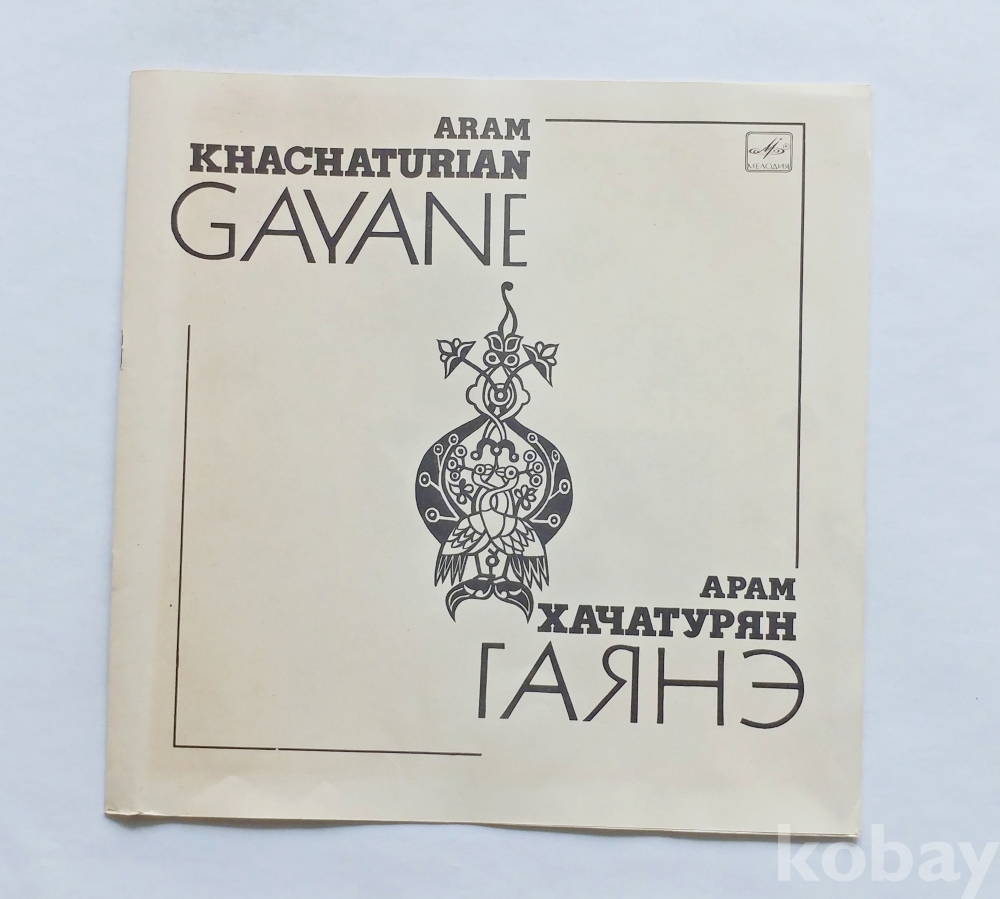 ARAM
KHACHATURIAN
GAYANE
МЕЛОДИЯ
АРАМ
ХАЧАТУРЯН
ГАЯНЭ
kobay